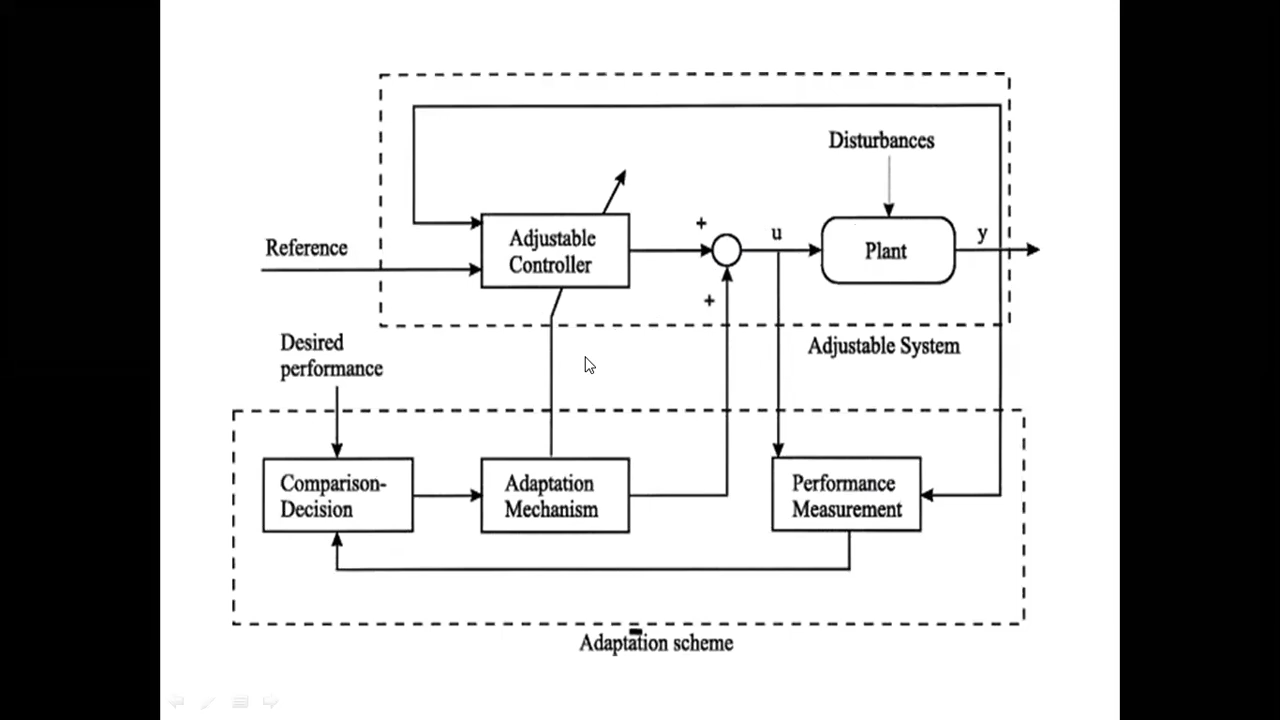 Disturbances
+
u
y
Reference
Adjustable
Controller
Plant
+
Desired
performance
Adjustable System
Comparison-
Decision
Adaptation
Mechanism
Performance
Measurement
Adaptation scheme